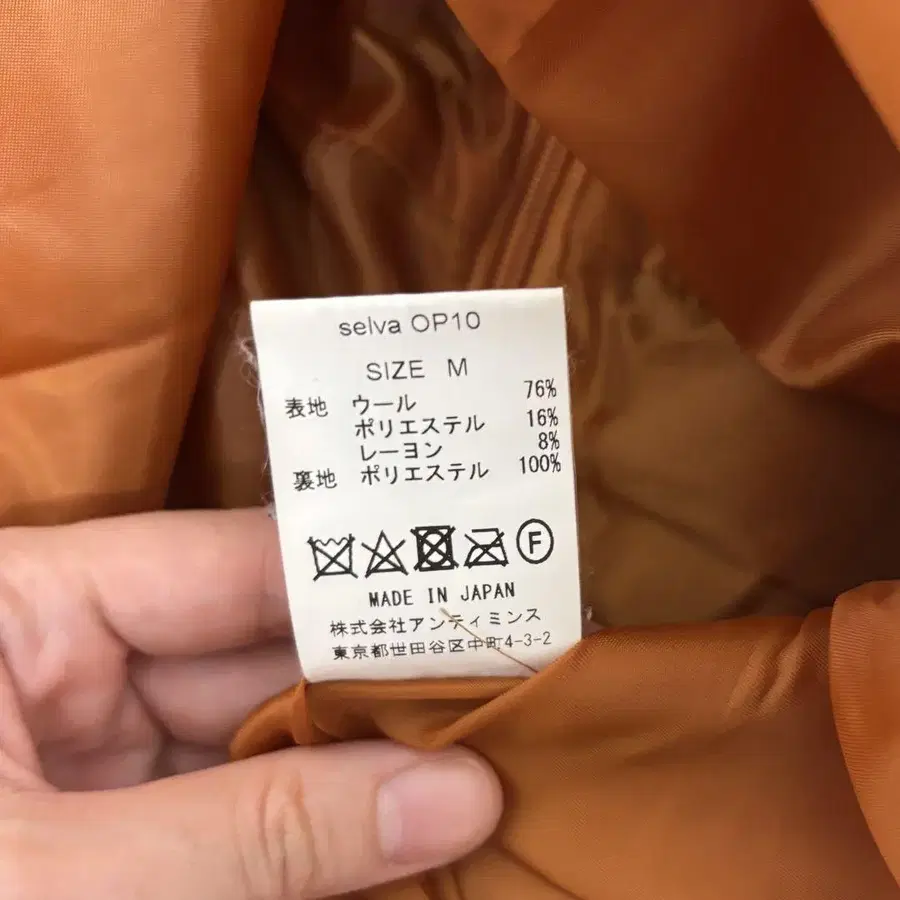 selva OP10
SIZE M
表地 ウール 76%
ポリエステル 16%
レーヨン 8%
裏地 ポリエステル 100%
F
MADE IN JAPAN
株式会社アンティミンス
東京都世田谷区中町4-3-2